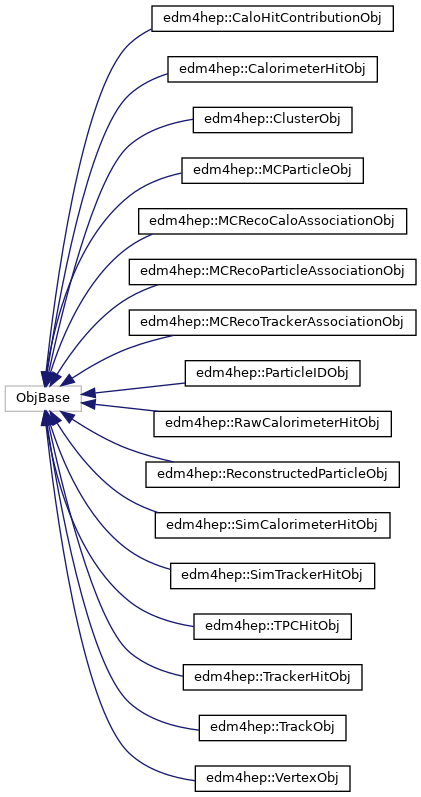 edm4hep::CaloHitContributionObj
edm4hep::CalorimeterHitObj
edm4hep::ClusterObj
edm4hep::MCParticleObj
edm4hep::MCRecoCaloAssociationObj
edm4hep::MCRecoParticleAssociationObj
edm4hep::MCRecoTrackerAssociationObj
edm4hep::ParticleIDObj
ObjBase
edm4hep::RawCalorimeterHitObj
edm4hep::ReconstructedParticleObj
edm4hep::SimCalorimeterHitObj
edm4hep::SimTrackerHitObj
edm4hep::TPCHitObj
edm4hep::TrackerHitObj
edm4hep::TrackObj
edm4hep::VertexObj